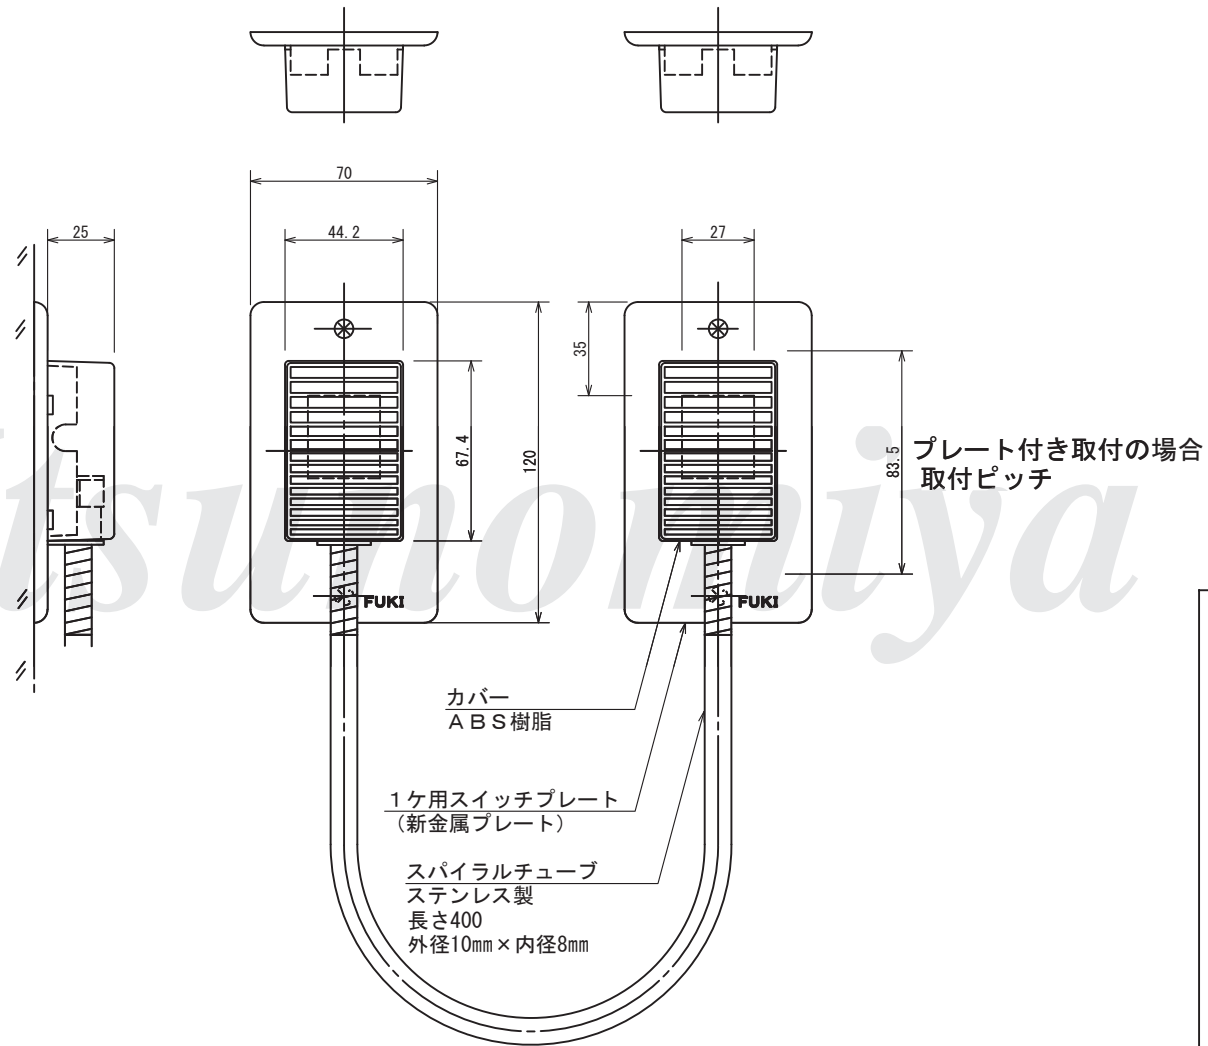 70
25
44.2
27
35
67.4
120
83.5
プレート付き取付の場合
取付ピッチ
tsunomiya
FUKI
FUKI
カバー
ABS樹脂
1ケ用スイッチプレート
(新金属プレート)
スパイラルチューブ
ステンレス製
長さ400
外径10mm×内径8mm